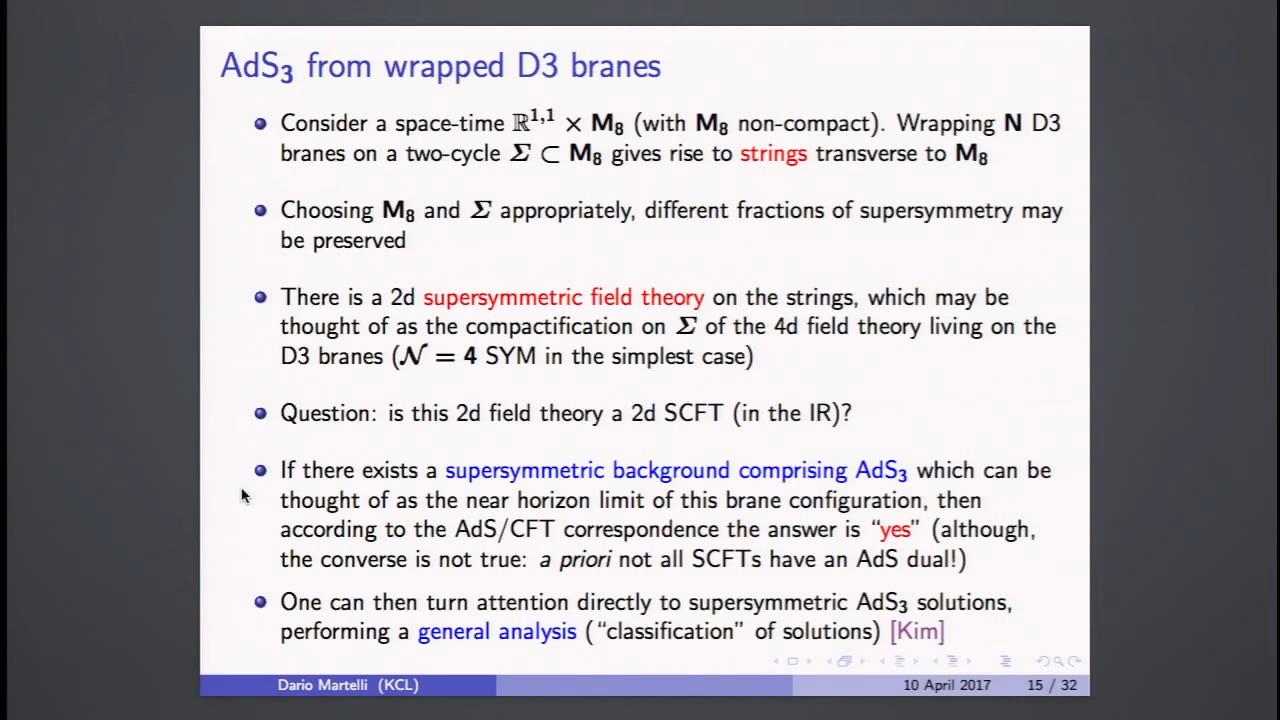 AdS₃ from wrapped D3 branes
Consider a space-time ℝ¹,¹ × M₈ (with M₈ non-compact). Wrapping N D3
branes on a two-cycle Σ ⊂ M₈ gives rise to strings transverse to M₈
Choosing M₈ and Σ appropriately, different fractions of supersymmetry may
be preserved
There is a 2d supersymmetric field theory on the strings, which may be
thought of as the compactification on Σ of the 4d field theory living on the
D3 branes (𝒩 = 4 SYM in the simplest case)
Question: is this 2d field theory a 2d SCFT (in the IR)?
If there exists a supersymmetric background comprising AdS₃ which can be
thought of as the near horizon limit of this brane configuration, then
according to the AdS/CFT correspondence the answer is “yes” (although,
the converse is not true: a priori not all SCFTs have an AdS dual!)
One can then turn attention directly to supersymmetric AdS₃ solutions,
performing a general analysis (“classification” of solutions) [Kim]
Dario Martelli (KCL) 10 April 2017 15 / 32